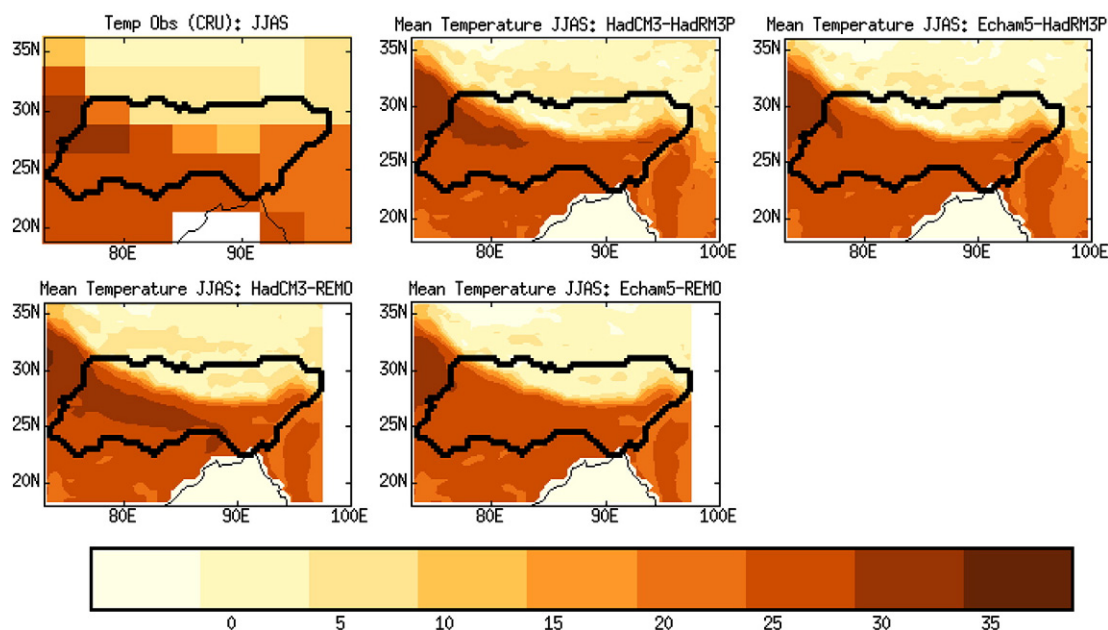 Temp Obs (CRU): JJAS
Mean Temperature JJAS: HadCM3-HadRM3P
Mean Temperature JJAS: Echam5-HadRM3P
35N
30N
25N
20N
80E
90E
35N
30N
25N
20N
80E
90E
100E
35N
30N
25N
20N
80E
90E
100E
Mean Temperature JJAS: HadCM3-REMO
Mean Temperature JJAS: Echam5-REMO
35N
30N
25N
20N
80E
90E
100E
35N
30N
25N
20N
80E
90E
100E
0 5 10 15 20 25 30 35